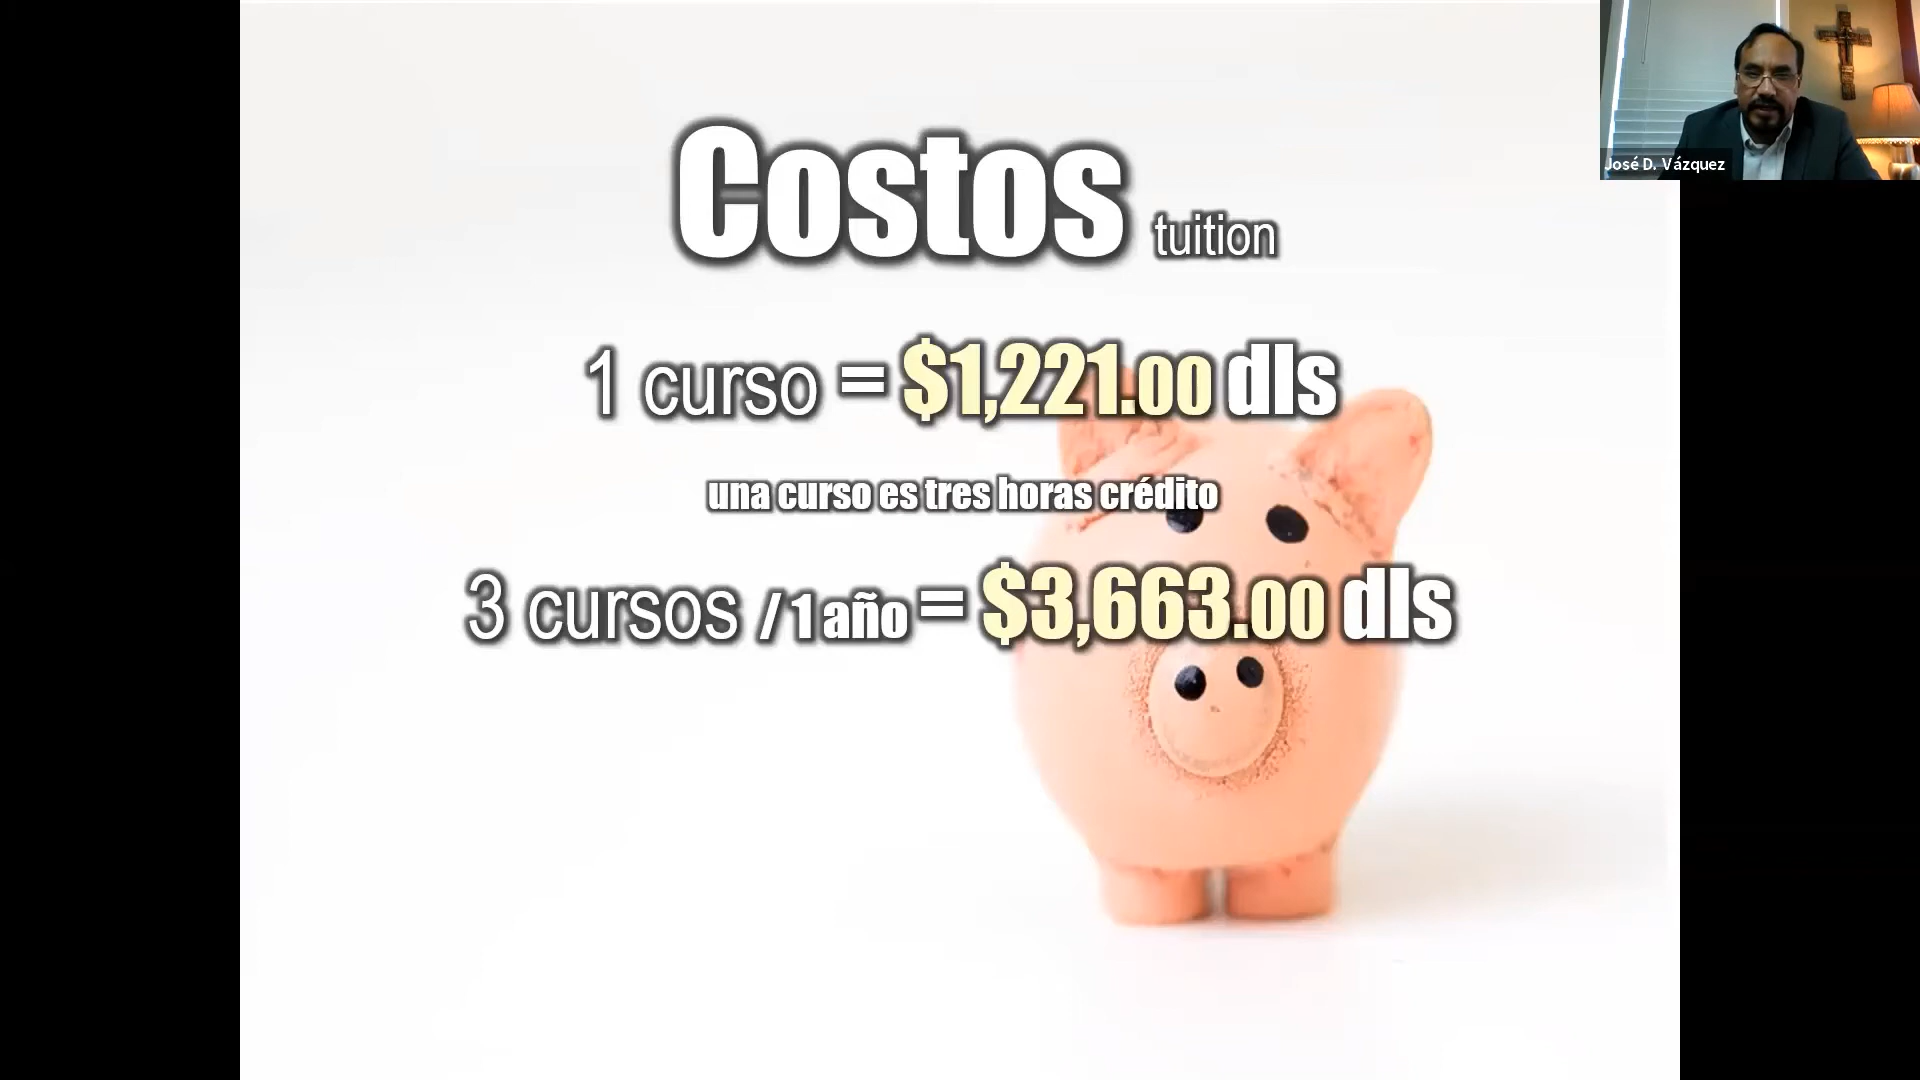 Costos tuition
1 curso = $1,221.00 dls
una curso es tres horas crédito
3 cursos / 1 año = $3,663.00 dls
José D. Vázquez